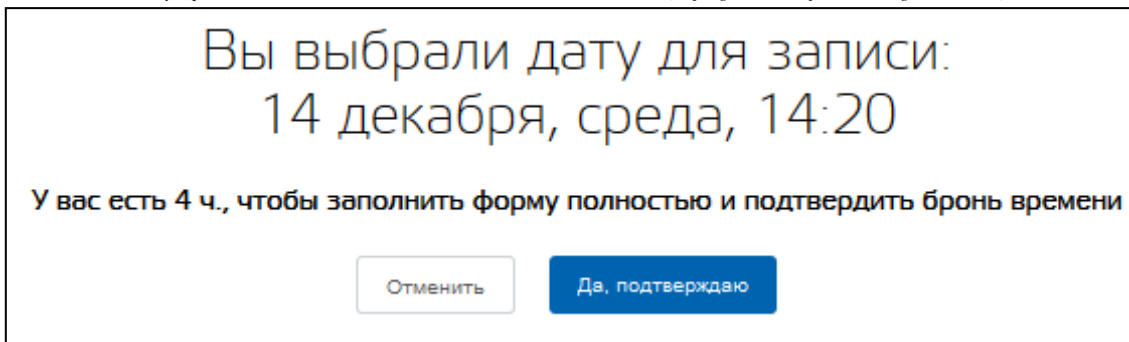 Вы выбрали дату для записи:
14 декабря, среда, 14:20
У вас есть 4 ч., чтобы заполнить форму полностью и подтвердить бронь времени
Отменить
Да, подтверждаю